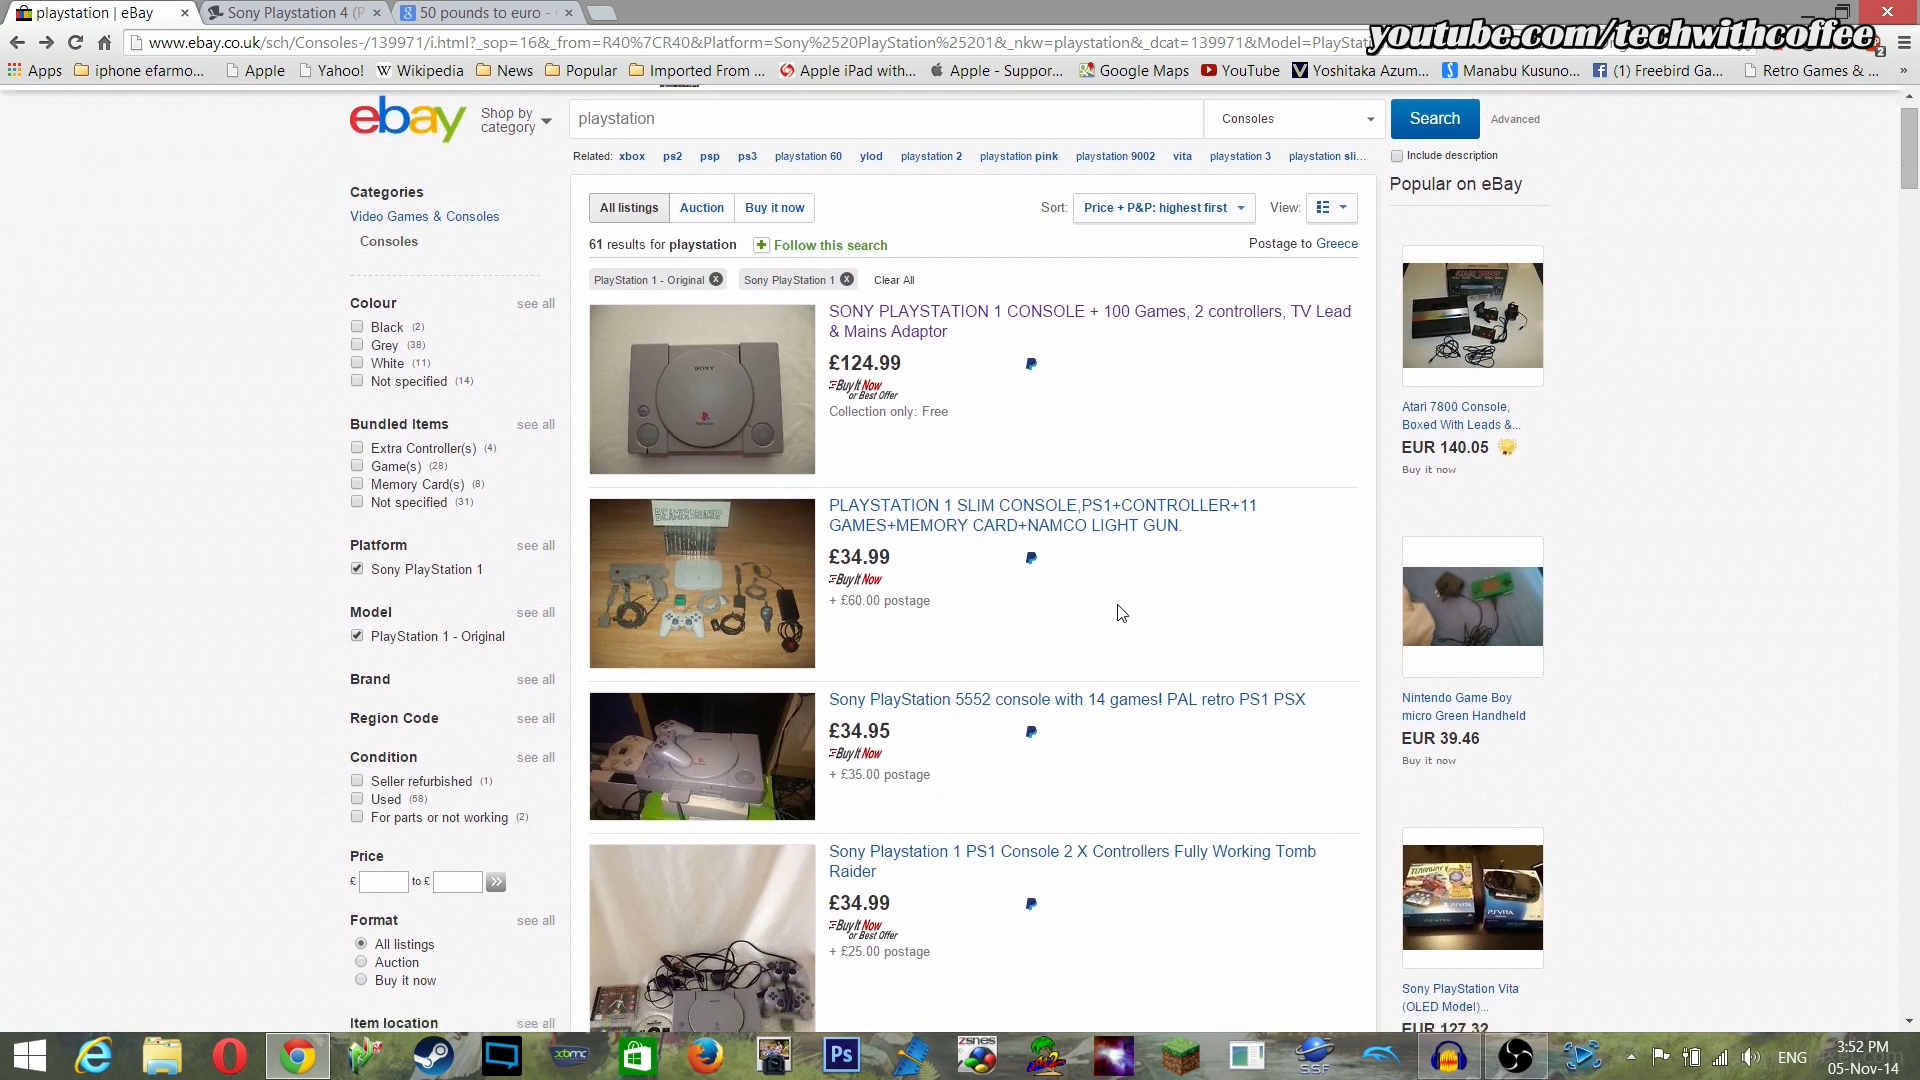 playstation | eBay
Sony Playstation 4 (P
50 pounds to euro -
www.ebay.co.uk/sch/Consoles-/139971/i.html?_sop=16&_from=R40%7CR40&Platform=Sony%2520PlayStation%25201&_nkw=playstation&_dcat=139971&Model=PlayStat
youtube.com/techwithcoffee
Apps
iphone efarmo...
Apple
Yahoo!
Wikipedia
News
Popular
Imported From ...
Apple iPad with...
Apple - Suppor...
Google Maps
YouTube
Yoshitaka Azum...
Manabu Kusuno...
(1) Freebird Ga...
Retro Games & ...
ebay
Shop by
category
playstation
Consoles
Search
Advanced
Related: xbox ps2 psp ps3 playstation 60 ylod playstation 2 playstation pink playstation 9002 vita playstation 3 playstation sli...
Include description
Categories
Video Games & Consoles
Consoles
Colour see all
Black (2)
Grey (38)
White (11)
Not specified (14)
Bundled Items see all
Extra Controller(s) (4)
Game(s) (28)
Memory Card(s) (8)
Not specified (31)
Platform see all
Sony PlayStation 1
Model see all
PlayStation 1 - Original
Brand see all
Region Code see all
Condition see all
Seller refurbished (1)
Used (58)
For parts or not working (2)
Price
£ to £
Format see all
All listings
Auction
Buy it now
Item location see all
All listings Auction Buy it now
Sort: Price + P&P: highest first View:
61 results for playstation Follow this search
Postage to Greece
PlayStation 1 - Original Sony PlayStation 1 Clear All
SONY PLAYSTATION 1 CONSOLE + 100 Games, 2 controllers, TV Lead
& Mains Adaptor
£124.99
Buy It Now
or Best Offer
Collection only: Free
PLAYSTATION 1 SLIM CONSOLE,PS1+CONTROLLER+11
GAMES+MEMORY CARD+NAMCO LIGHT GUN.
£34.99
Buy It Now
+ £60.00 postage
Sony PlayStation 5552 console with 14 games! PAL retro PS1 PSX
£34.95
Buy It Now
+ £35.00 postage
Sony Playstation 1 PS1 Console 2 X Controllers Fully Working Tomb
Raider
£34.99
Buy It Now
or Best Offer
+ £25.00 postage
Popular on eBay
Atari 7800 Console,
Boxed With Leads &...
EUR 140.05
Buy it now
Nintendo Game Boy
micro Green Handheld
EUR 39.46
Buy it now
Sony PlayStation Vita
(OLED Model)...
EUR 127.32
SONY
xbmc
Ps
ZSNES
SSF
ENG
3:52 PM
05-Nov-14